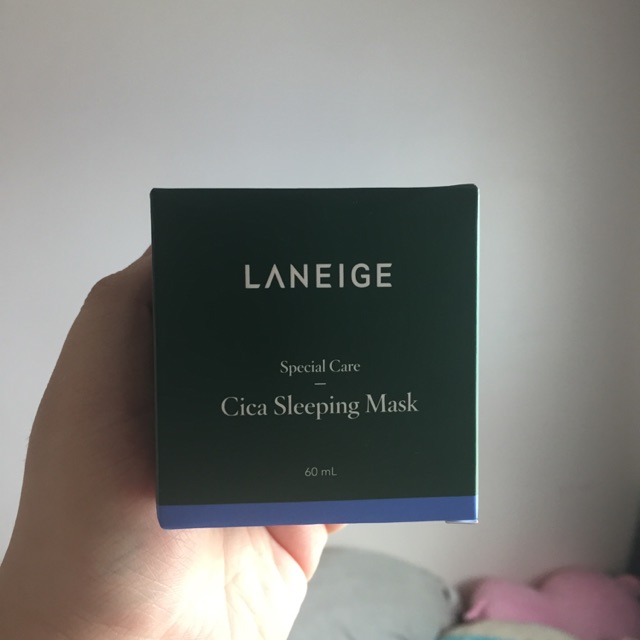 LANEIGE
Special Care
Cica Sleeping Mask
60 mL